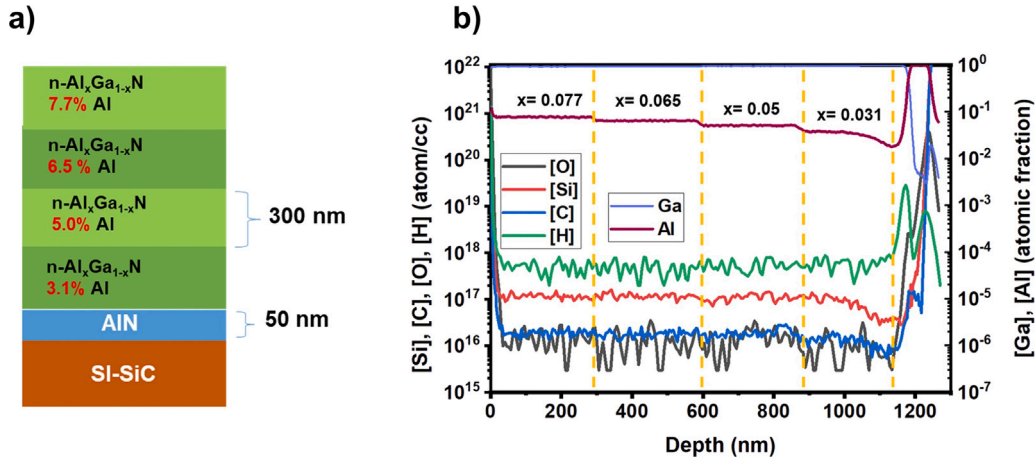 a)
n-AlxGa1-xN
7.7% Al
n-AlxGa1-xN
6.5 % Al
n-AlxGa1-xN
5.0% Al
300 nm
n-AlxGa1-xN
3.1% Al
AlN
50 nm
SI-SiC
b)
[Si], [C], [O], [H] (atom/cc)
10^22
10^21
10^20
10^19
10^18
10^17
10^16
10^15
x= 0.077
x= 0.065
x= 0.05
x= 0.031
[O]
[Si]
[C]
[H]
Ga
Al
10^0
10^-1
10^-2
10^-3
10^-4
10^-5
10^-6
10^-7
[Ga], [Al] (atomic fraction)
0 200 400 600 800 1000 1200
Depth (nm)